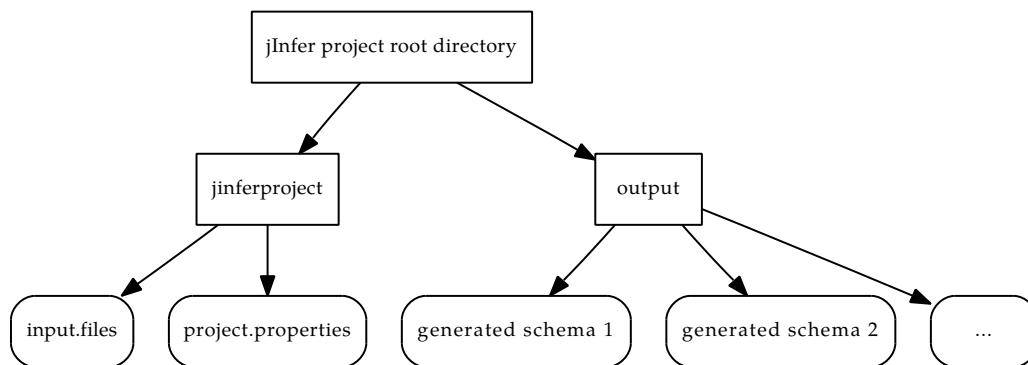 jInfer project root directory
jinferproject
output
input.files
project.properties
generated schema 1
generated schema 2
...